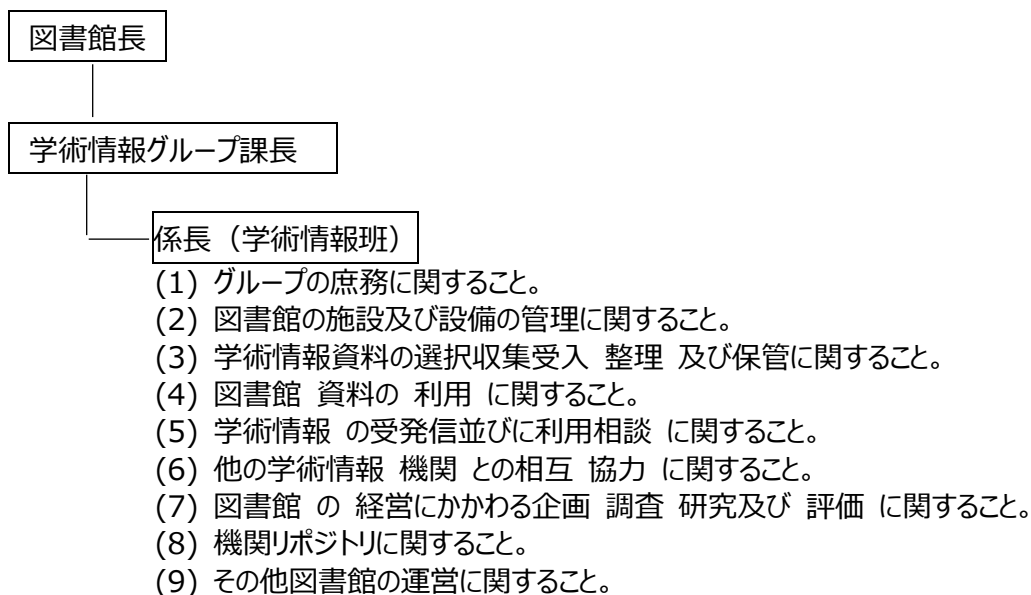 図書館長
学術情報グループ課長
係長（学術情報班）
(1) グループの庶務に関すること。
(2) 図書館の施設及び設備の管理に関すること。
(3) 学術情報資料の選択収集受入 整理 及び保管に関すること。
(4) 図書館 資料の 利用 に関すること。
(5) 学術情報 の受発信並びに利用相談 に関すること。
(6) 他の学術情報 機関 との相互 協力 に関すること。
(7) 図書館 の 経営にかかわる企画 調査 研究及び 評価 に関すること。
(8) 機関リポジトリに関すること。
(9) その他図書館の運営に関すること。